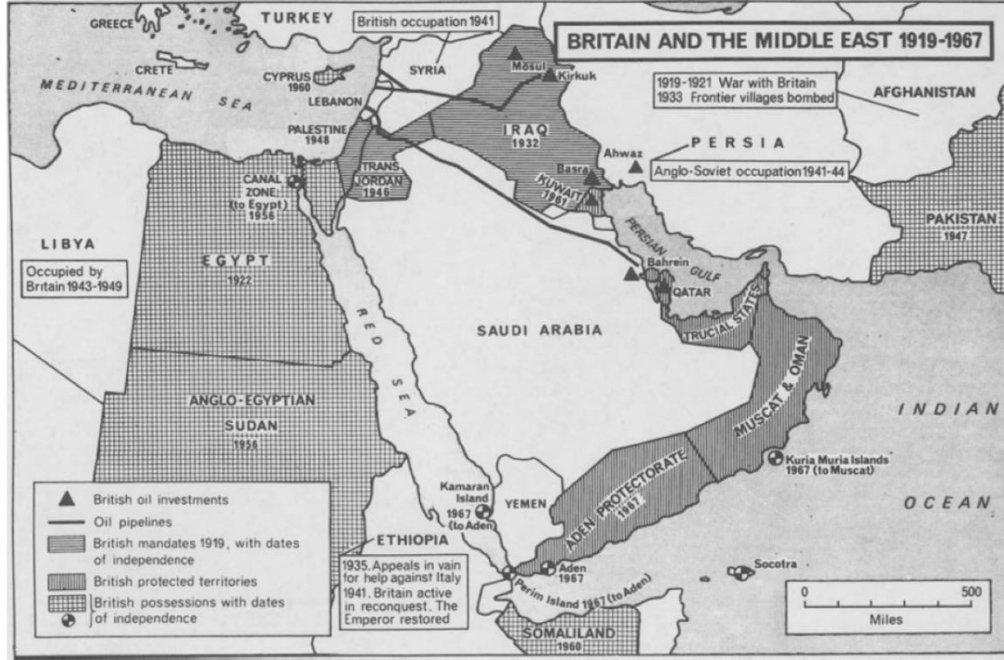 BRITAIN AND THE MIDDLE EAST 1919-1967
GREECE
TURKEY
British occupation 1941
CRETE
CYPRUS
1960
SYRIA
Mosul
Kirkuk
1919-1921 War with Britain
1933 Frontier villages bombed
AFGHANISTAN
MEDITERRANEAN SEA
LEBANON
PALESTINE
1948
IRAQ
1932
PERSIA
Ahwaz
Anglo-Soviet occupation 1941-44
TRANS
JORDAN
1946
Basra
KUWAIT
1961
CANAL
ZONE
(to Egypt)
1956
PAKISTAN
1947
LIBYA
Occupied by
Britain 1943-1949
EGYPT
1922
PERSIAN
GULF
Bahrein
QATAR
TRUCIAL STATES
RED SEA
SAUDI ARABIA
MUSCAT & OMAN
ANGLO-EGYPTIAN
SUDAN
1956
INDIAN
OCEAN
Kuria Muria Islands
1967 (to Muscat)
Kamaran
Island
1967
(to Aden)
YEMEN
ADEN PROTECTORATE
1967
ETHIOPIA
1935. Appeals in vain
for help against Italy
1941. Britain active
in reconquest. The
Emperor restored
Aden
1967
Perim Island 1967 (to Aden)
Socotra
SOMALILAND
1960
British oil investments
Oil pipelines
British mandates 1919, with dates
of independence
British protected territories
British possessions with dates
of independence
0 500
Miles